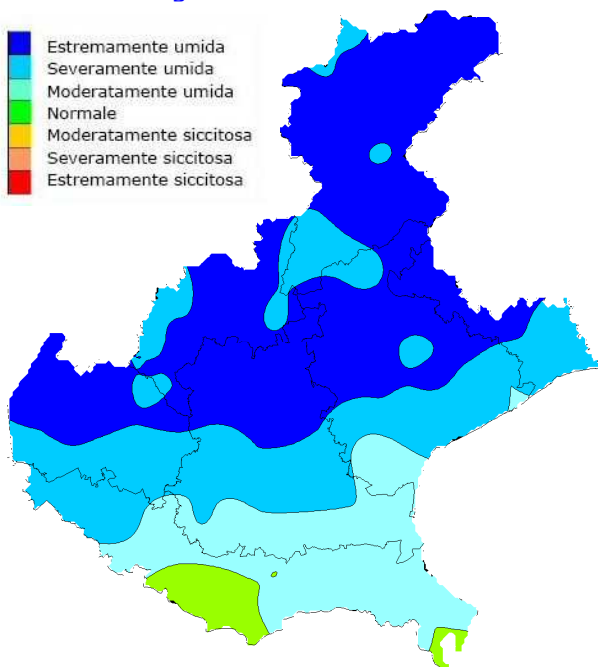 Estremamente umida
Severamente umida
Moderatamente umida
Normale
Moderatamente siccitosa
Severamente siccitosa
Estremamente siccitosa